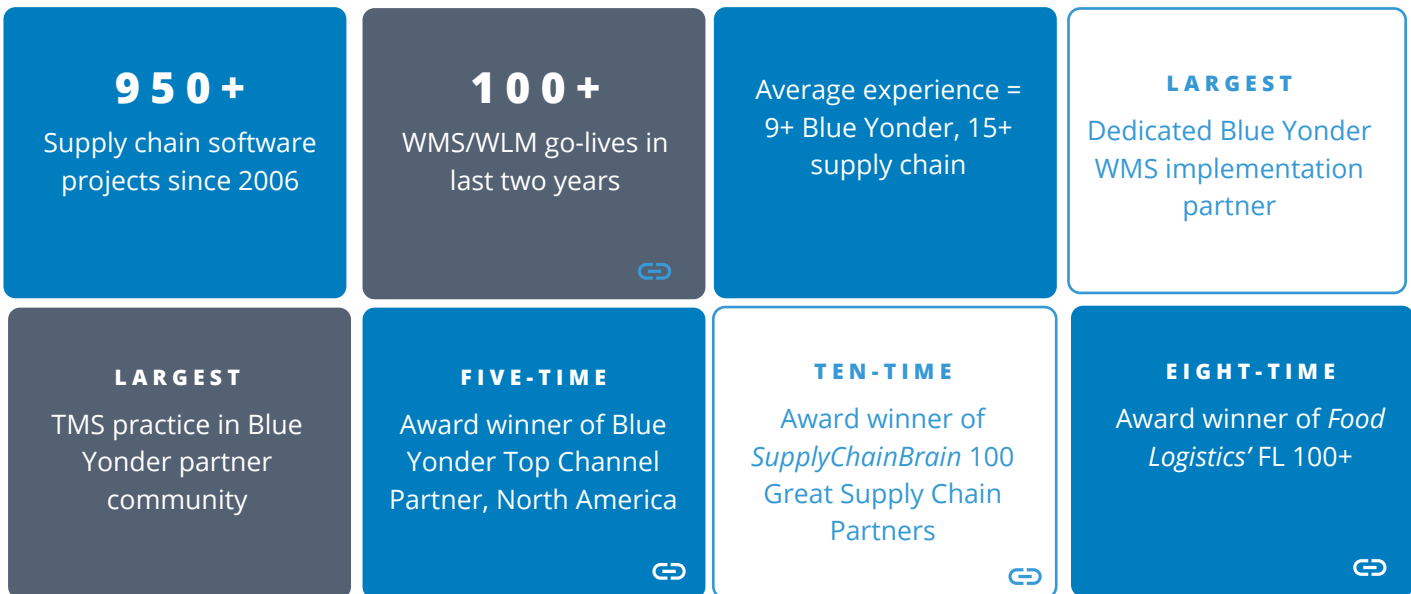 950+
Supply chain software
projects since 2006
100+
WMS/WLM go-lives in
last two years
Average experience =
9+ Blue Yonder, 15+
supply chain
LARGEST
Dedicated Blue Yonder
WMS implementation
partner
LARGEST
TMS practice in Blue
Yonder partner
community
FIVE-TIME
Award winner of Blue
Yonder Top Channel
Partner, North America
TEN-TIME
Award winner of
SupplyChainBrain 100
Great Supply Chain
Partners
EIGHT-TIME
Award winner of Food
Logistics’ FL 100+